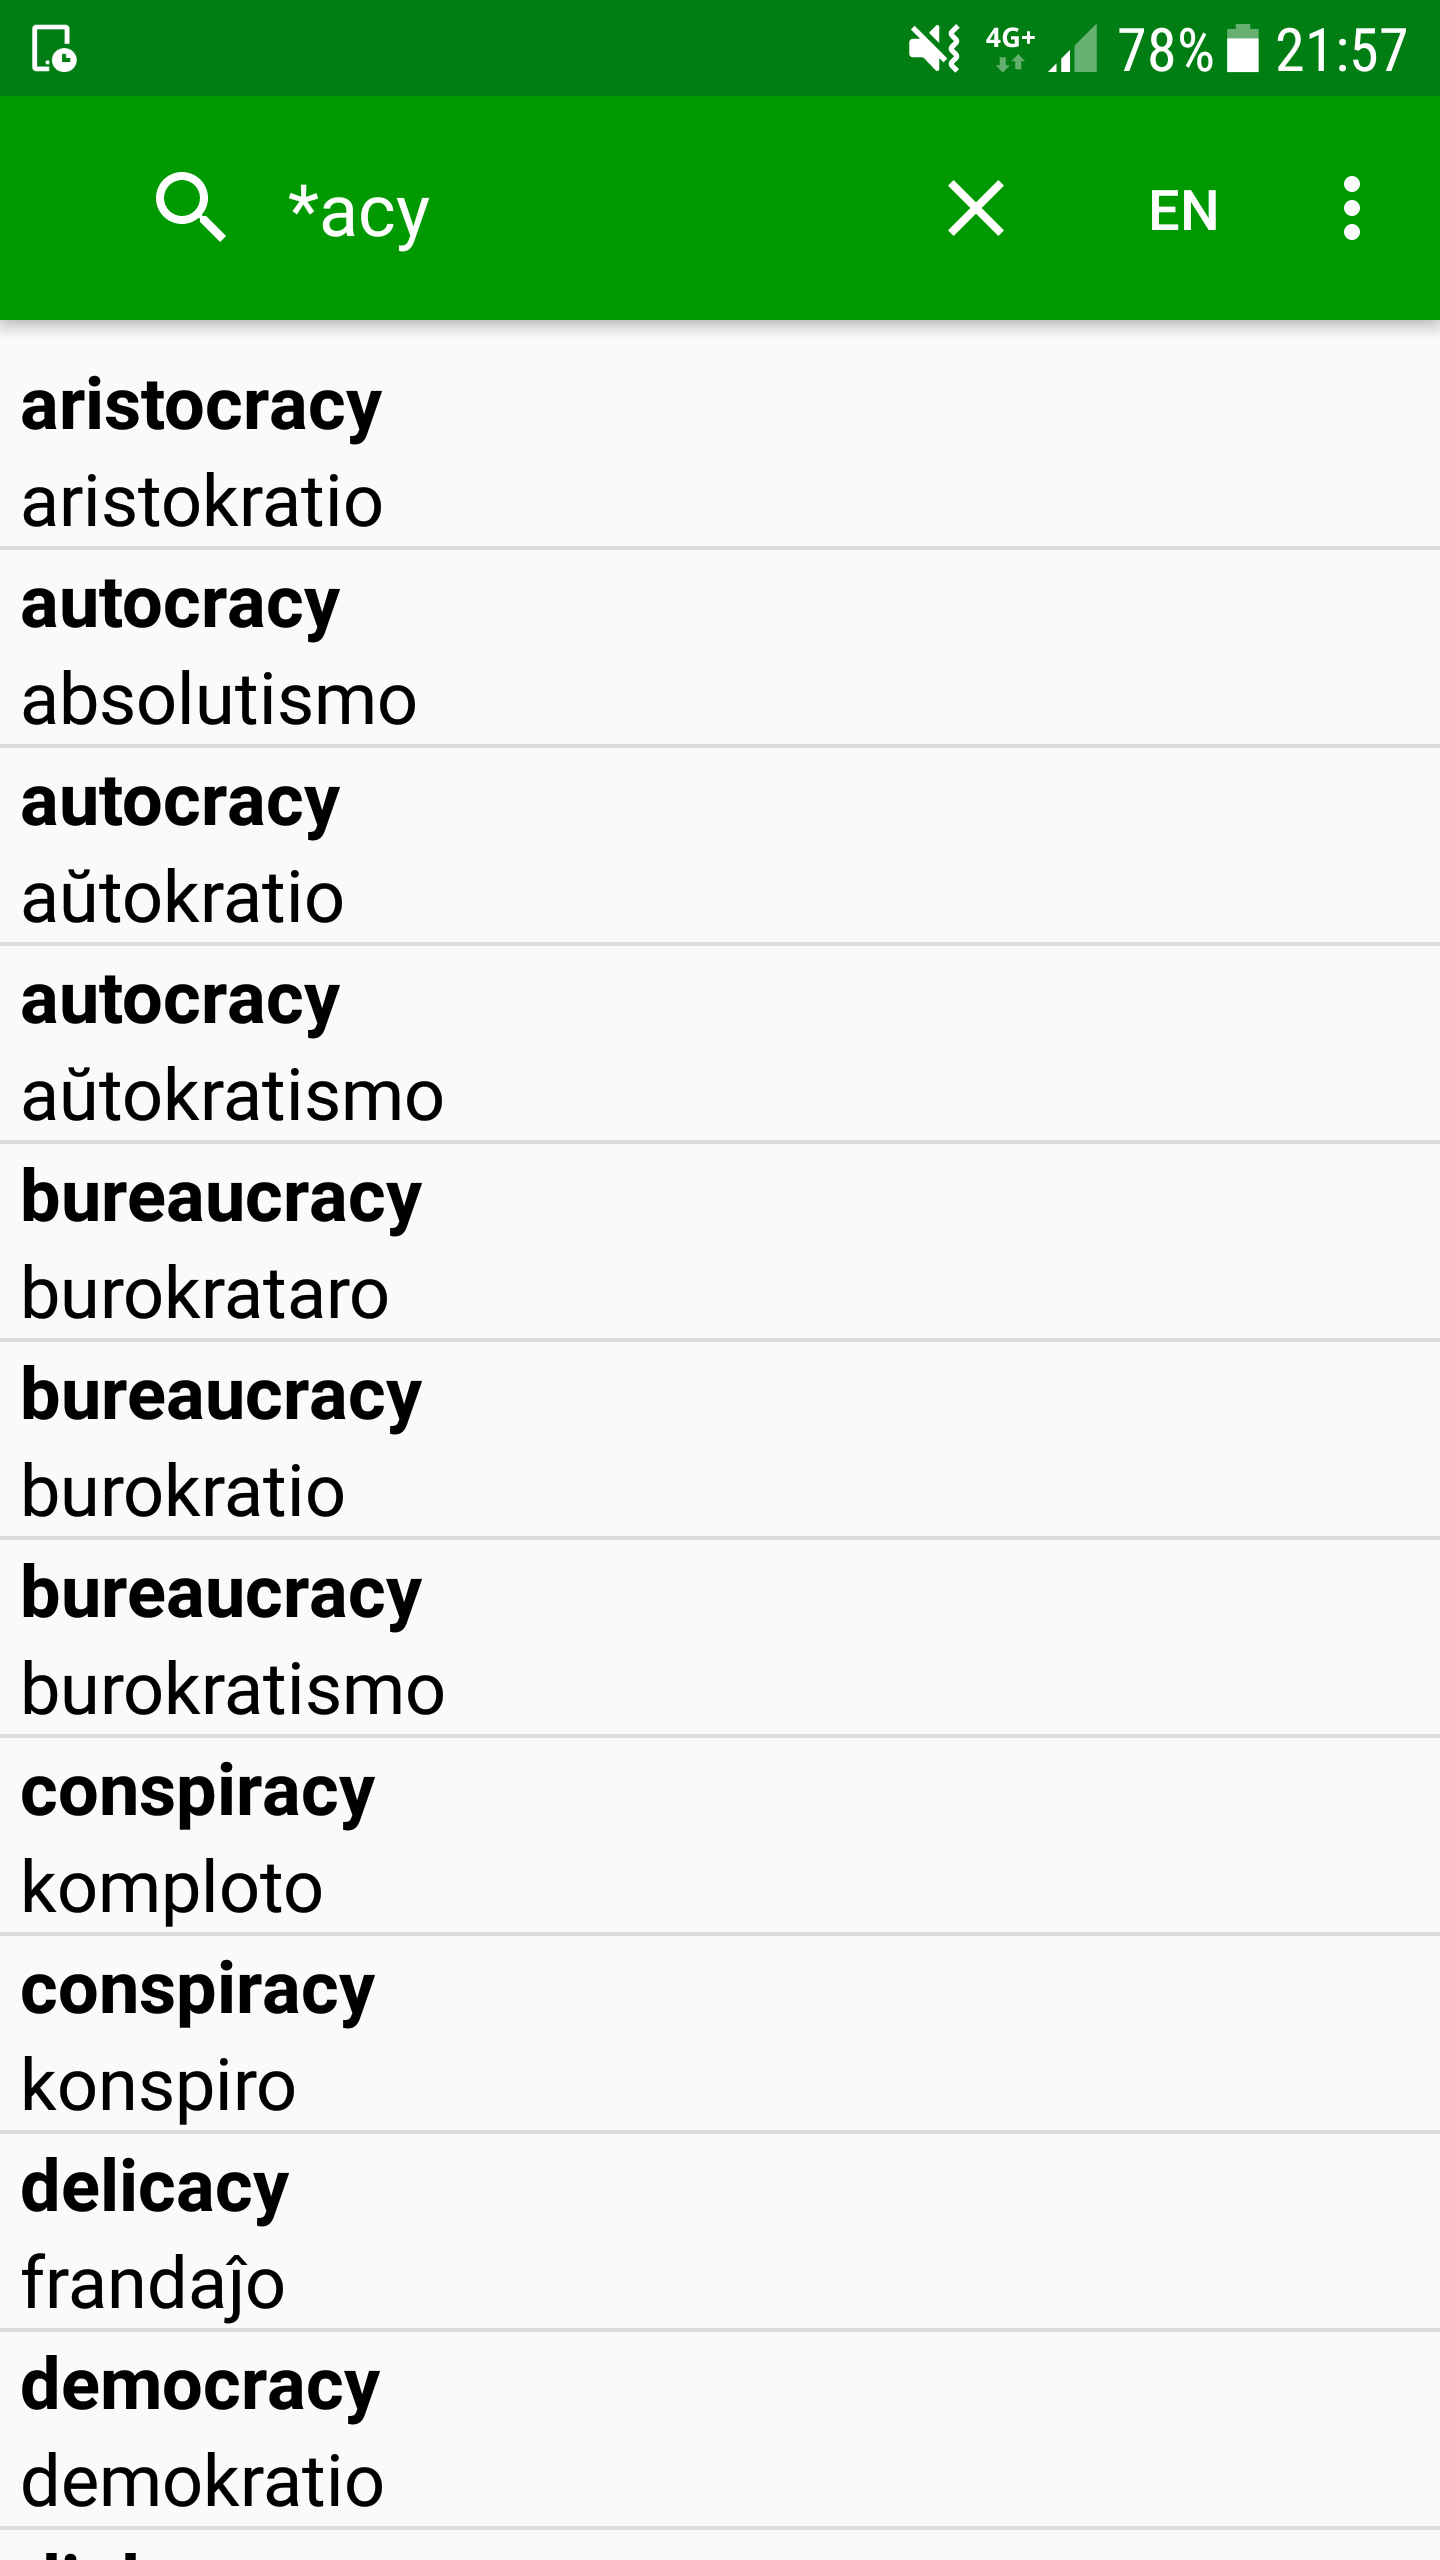 4G+ 78% 21:57
*acy EN
aristocracy
aristokratio
autocracy
absolutismo
autocracy
aŭtokratio
autocracy
aŭtokratismo
bureaucracy
burokrataro
bureaucracy
burokratio
bureaucracy
burokratismo
conspiracy
komploto
conspiracy
konspiro
delicacy
frandaĵo
democracy
demokratio